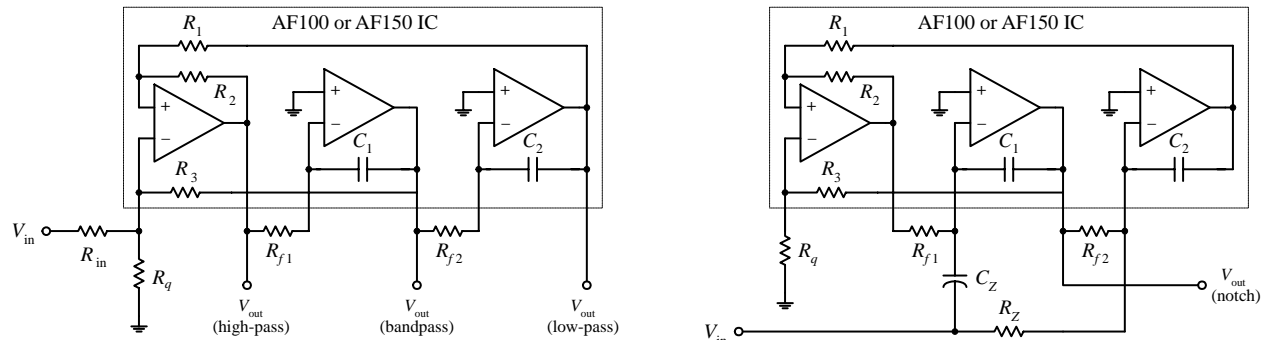 AF100 or AF150 IC
R1
R2
+
−
+
−
+
−
C1
C2
R3
Vin
Rin
Rq
Rf1
Rf2
Vout
(high-pass)
Vout
(bandpass)
Vout
(low-pass)
AF100 or AF150 IC
R1
R2
+
−
+
−
+
−
C1
C2
R3
Rq
Rf1
Rf2
CZ
RZ
Vin
Vout
(notch)